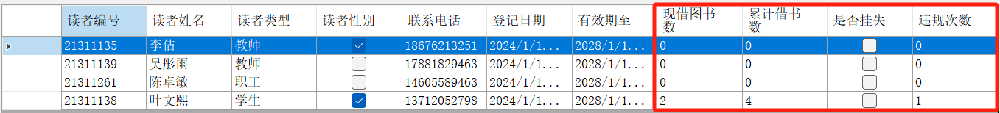 读者编号 读者姓名 读者类型 读者性别 联系电话 登记日期 有效期至 现借图书数 累计借书数 是否挂失 违规次数
21311135 李佶 教师 18676213251 2024/1/1... 2028/1/1... 0 0 0
21311139 吴彤雨 教师 17881829463 2024/1/1... 2028/1/1... 0 0 0
21311261 陈卓敏 职工 14605589463 2024/1/1... 2028/1/1... 0 0 0
21311138 叶文熙 学生 13712052798 2024/1/1... 2028/1/1... 2 4 1